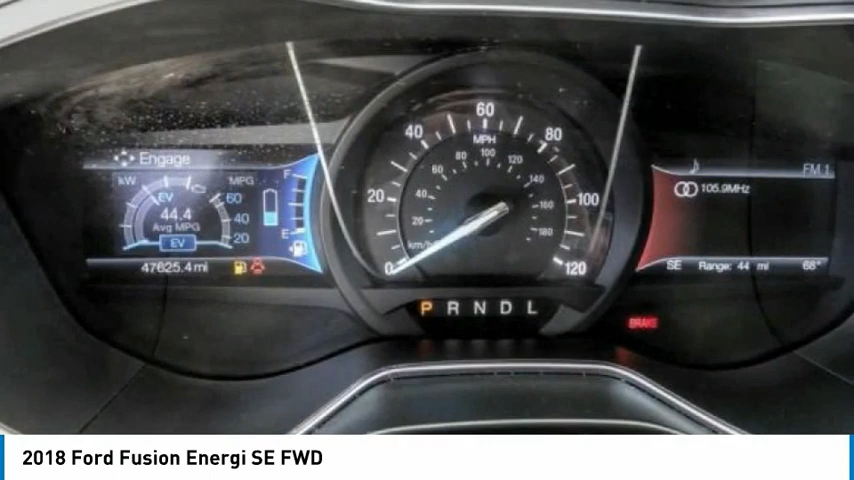 Engage
kW
MPG
EV
60
44.4
40
Avg MPG
EV
20
F
E
47625.4 mi
0
20
40
60
80
100
120
MPH
20
40
60
80
100
120
140
160
180
km/h
P R N D L
FM 1
105.9MHz
SE Range: 44 mi 68°
BRAKE
2018 Ford Fusion Energi SE FWD